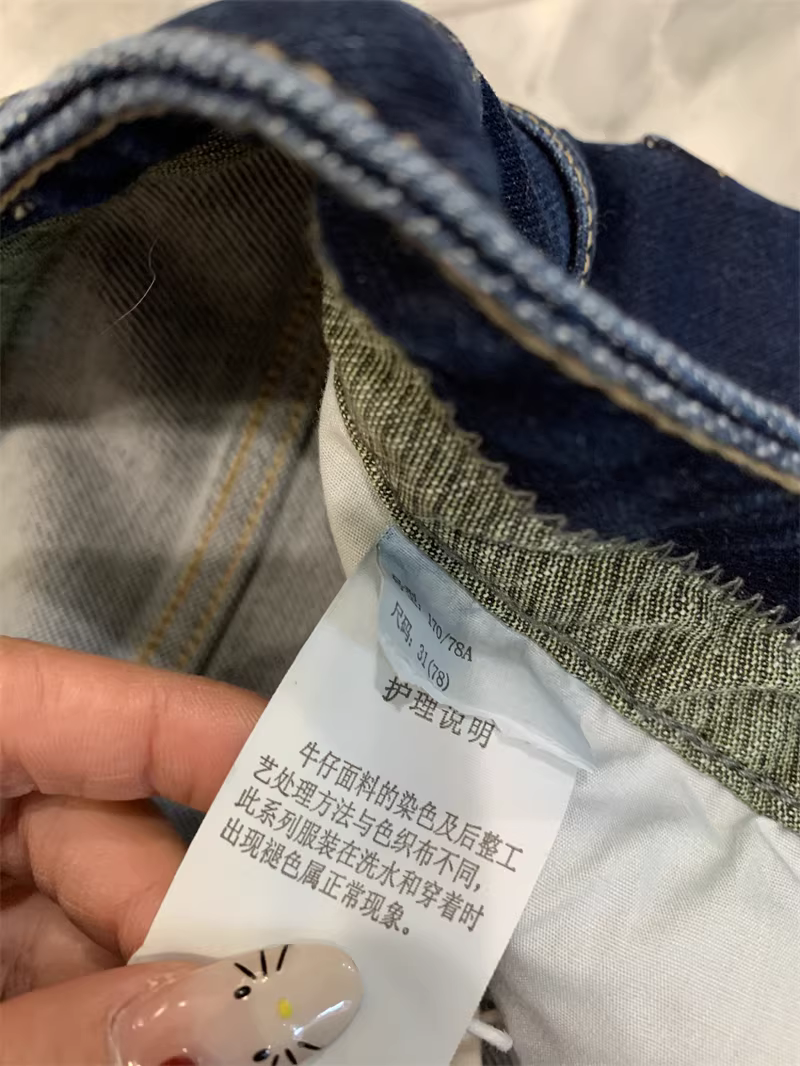 170/78A
尺码: 31(78)
护理说明
牛仔面料的染色及后整工
艺处理方法与色织布不同,
此系列服装在洗水和穿着时
出现褪色属正常现象。